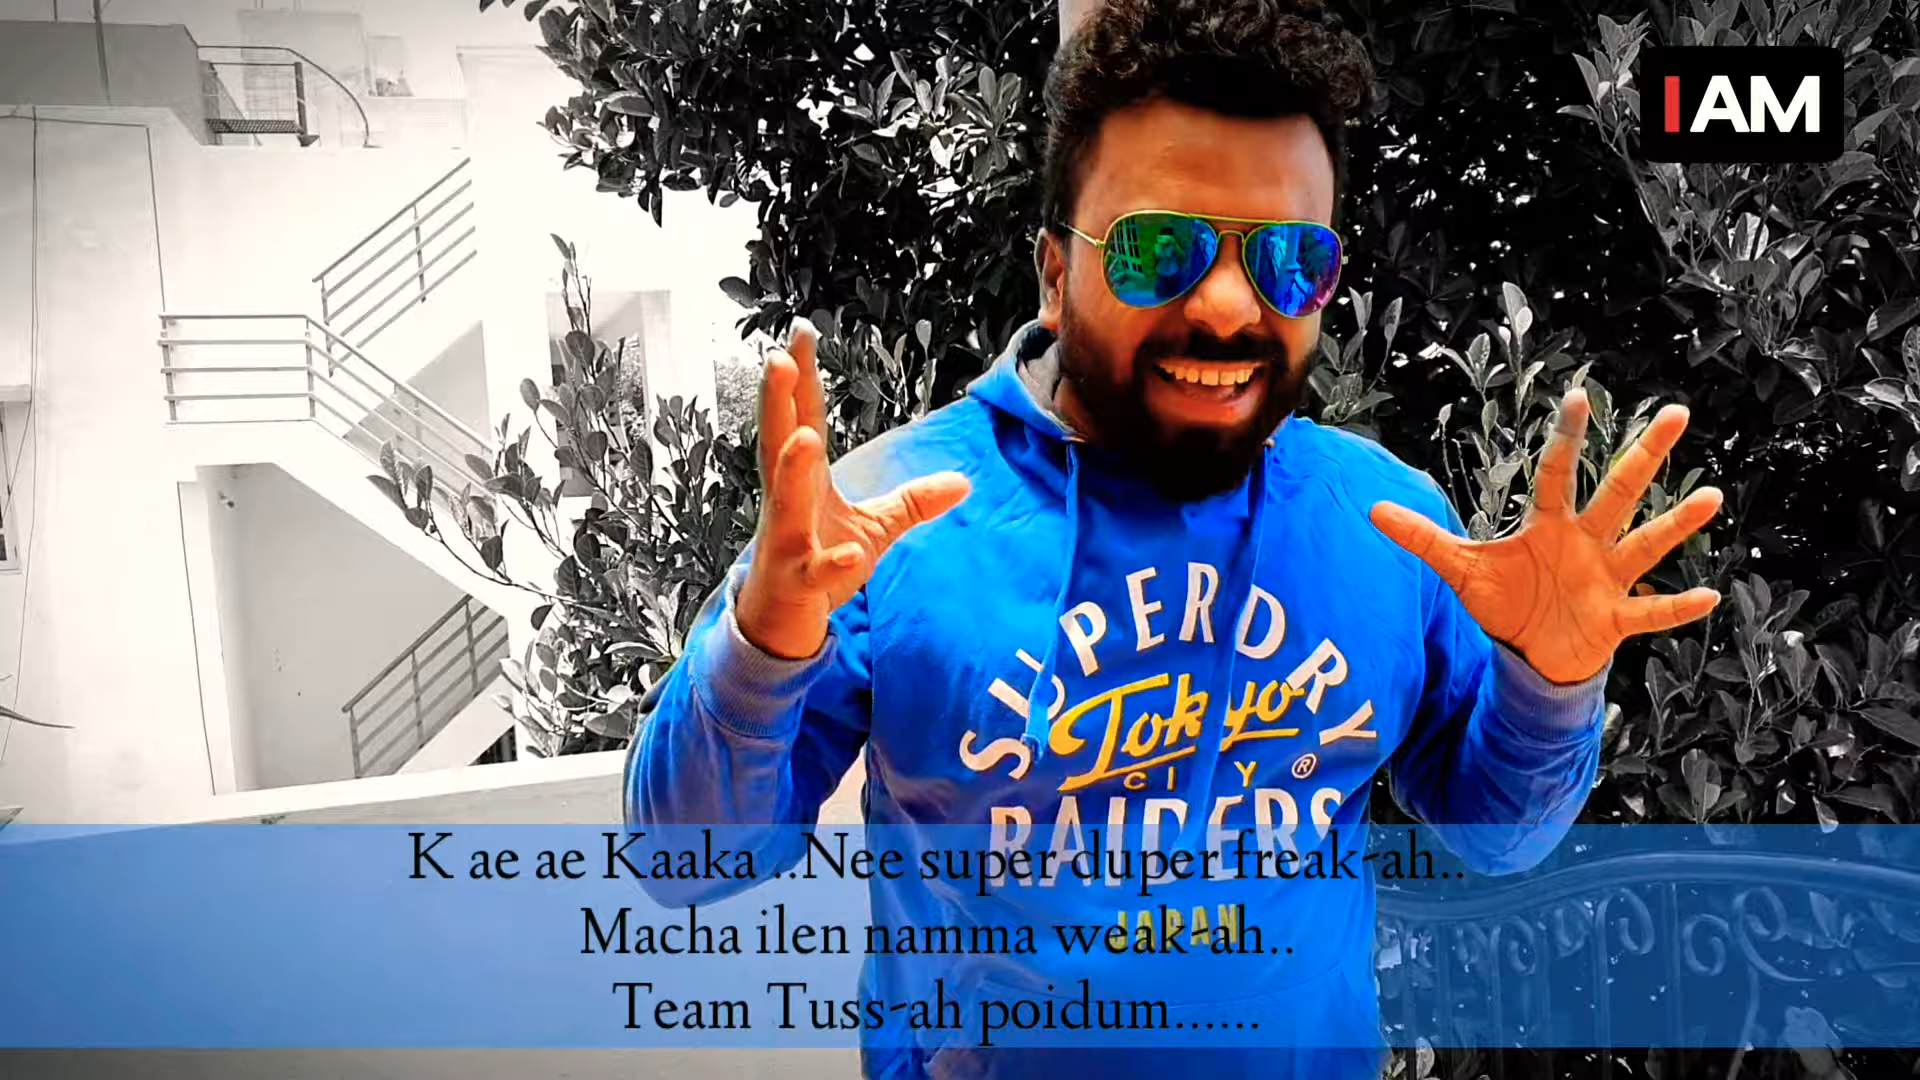 I AM
SUPERDRY
Tokyo
CITY
RAIDERS
JAPAN
K ae ae Kaaka ..Nee super duper freak-ah..
Macha ilen namma weak-ah..
Team Tuss-ah poidum......